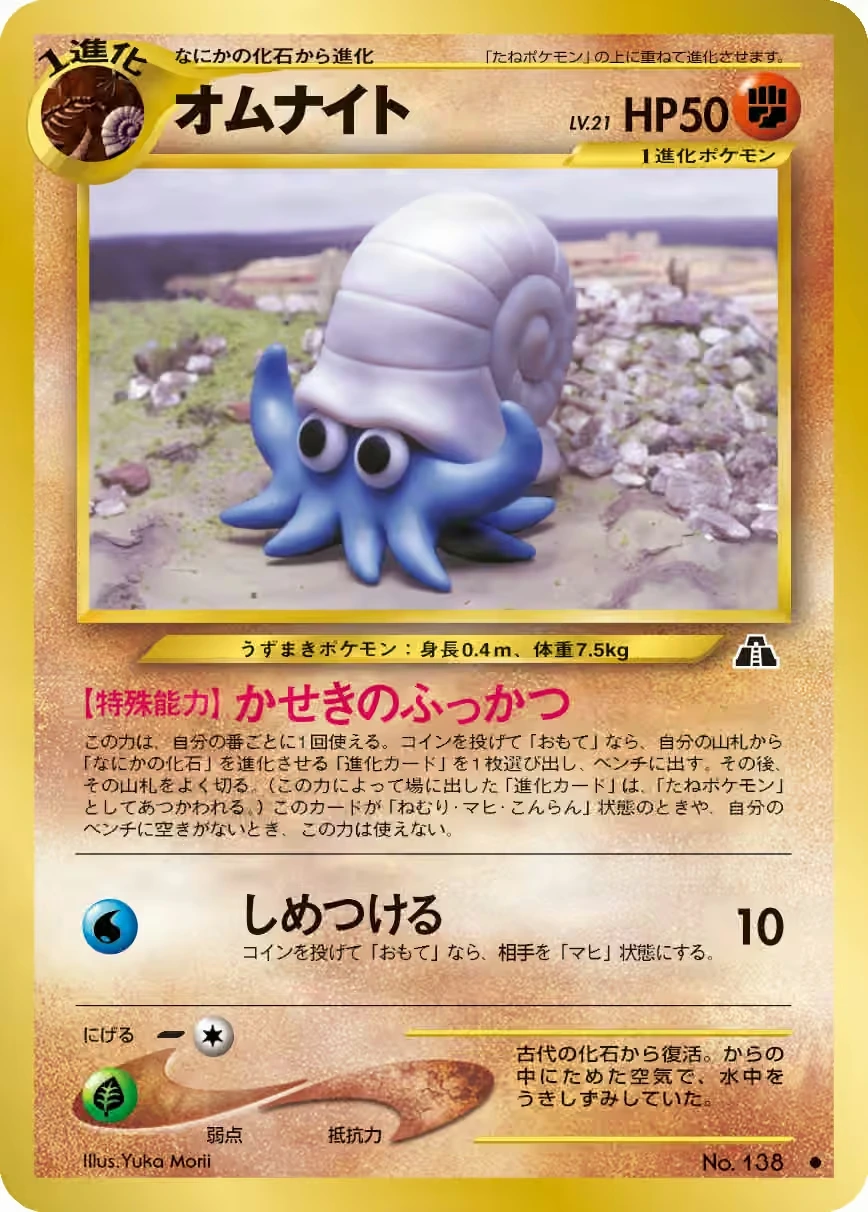 1進化
なにかの化石から進化
「たねポケモン」の上に重ねて進化させます。
オムナイト
LV.21 HP50
1進化ポケモン
うずまきポケモン：身長0.4m、体重7.5kg
【特殊能力】かせきのふっかつ
この力は、自分の番ごとに1回使える。コインを投げて「おもて」なら、自分の山札から
「なにかの化石」を進化させる「進化カード」を1枚選び出し、ベンチに出す。その後、
その山札をよく切る。（この力によって場に出した「進化カード」は、「たねポケモン」
としてあつかわれる。）このカードが「ねむり・マヒ・こんらん」状態のときや、自分の
ベンチに空きがないとき、この力は使えない。
しめつける 10
コインを投げて「おもて」なら、相手を「マヒ」状態にする。
にげる
弱点
抵抗力
古代の化石から復活。からの
中にためた空気で、水中を
うきしずみしていた。
Illus.Yuka Morii
No. 138